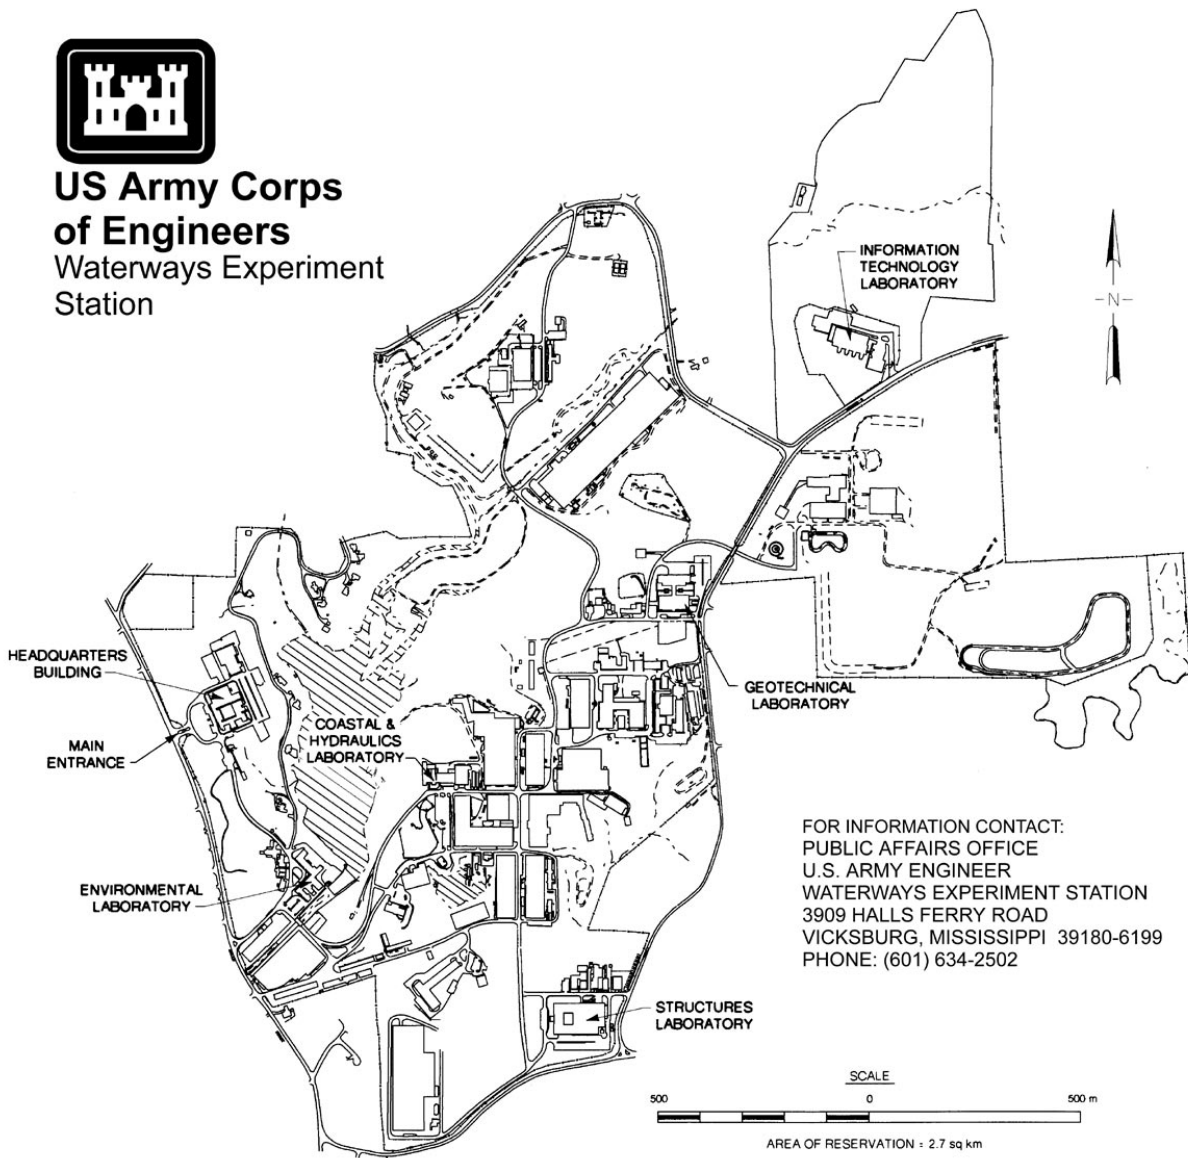 US Army Corps
of Engineers
Waterways Experiment
Station
INFORMATION
TECHNOLOGY
LABORATORY
-N-
HEADQUARTERS
BUILDING
MAIN
ENTRANCE
COASTAL &
HYDRAULICS
LABORATORY
GEOTECHNICAL
LABORATORY
ENVIRONMENTAL
LABORATORY
STRUCTURES
LABORATORY
FOR INFORMATION CONTACT:
PUBLIC AFFAIRS OFFICE
U.S. ARMY ENGINEER
WATERWAYS EXPERIMENT STATION
3909 HALLS FERRY ROAD
VICKSBURG, MISSISSIPPI 39180-6199
PHONE: (601) 634-2502
SCALE
500 0 500 m
AREA OF RESERVATION = 2.7 sq km